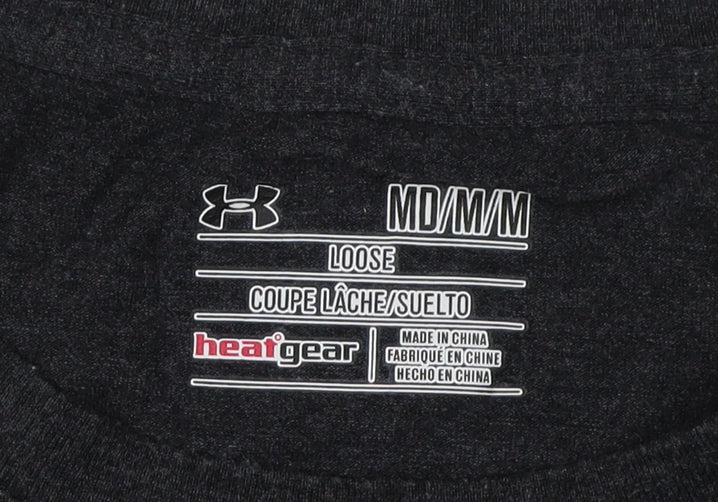 MD/M/M
LOOSE
COUPE LÂCHE/SUELTO
heatgear
MADE IN CHINA
FABRIQUÉ EN CHINE
HECHO EN CHINA